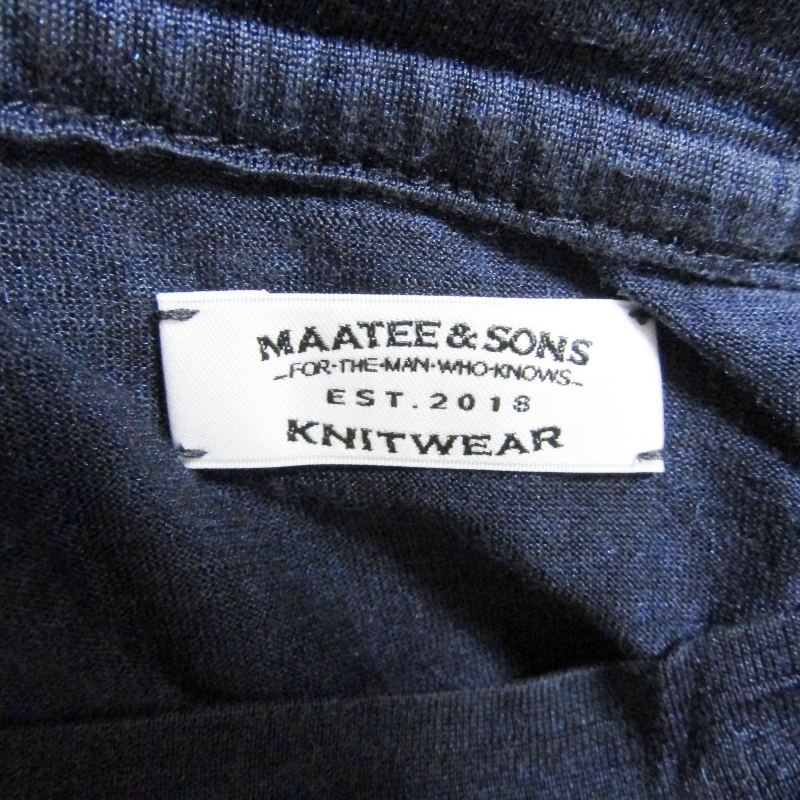 MAATEE & SONS
-FOR·THE·MAN·WHO·KNOWS-
EST.2018
KNITWEAR